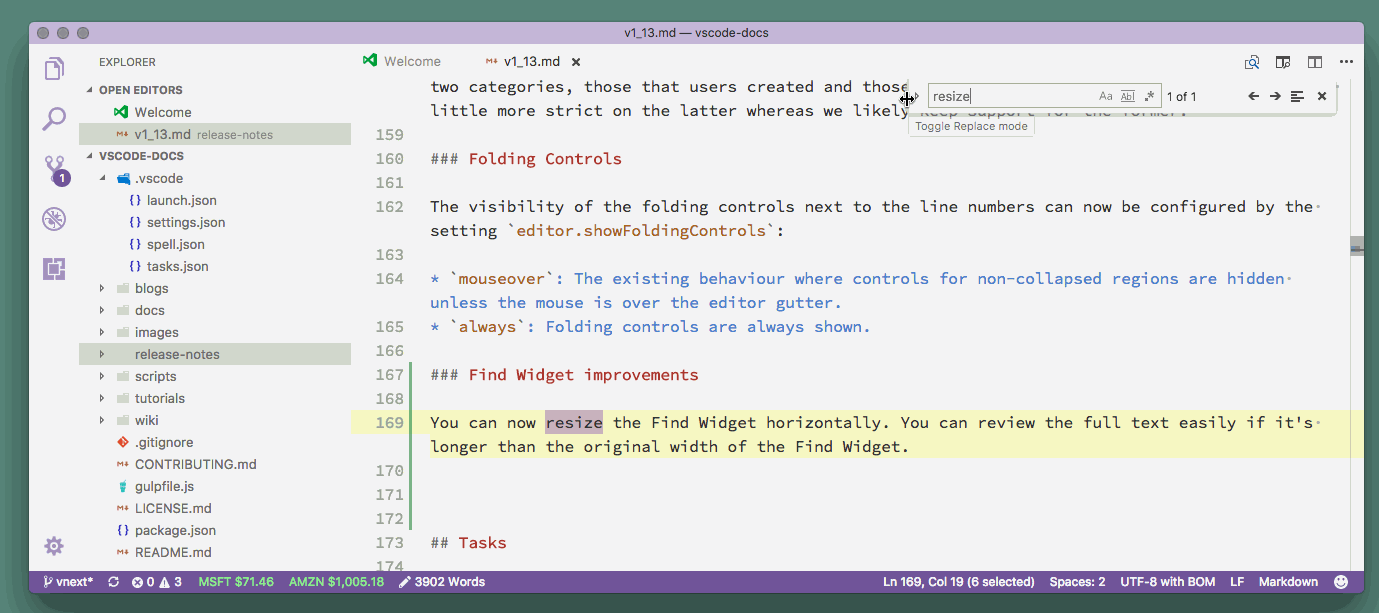 v1_13.md — vscode-docs
EXPLORER
OPEN EDITORS
Welcome
v1_13.md release-notes
VSCODE-DOCS
.vscode
{} launch.json
{} settings.json
{} spell.json
{} tasks.json
blogs
docs
images
release-notes
scripts
tutorials
wiki
.gitignore
M↓ CONTRIBUTING.md
gulpfile.js
M↓ LICENSE.md
{} package.json
M↓ README.md
1
Welcome
M↓ v1_13.md ×
resize
Aa Abl .* 1 of 1
Toggle Replace mode
two categories, those that users created and those
little more strict on the latter whereas we likely keep support for the former.
159
160 ### Folding Controls
161
162 The visibility of the folding controls next to the line numbers can now be configured by the·
setting `editor.showFoldingControls`:
163
164 * `mouseover`: The existing behaviour where controls for non-collapsed regions are hidden·
unless the mouse is over the editor gutter.
165 * `always`: Folding controls are always shown.
166
167 ### Find Widget improvements
168
169 You can now resize the Find Widget horizontally. You can review the full text easily if it's·
longer than the original width of the Find Widget.
170
171
172
173 ## Tasks
174
vnext* 0 3 MSFT $71.46 AMZN $1,005.18 3902 Words Ln 169, Col 19 (6 selected) Spaces: 2 UTF-8 with BOM LF Markdown